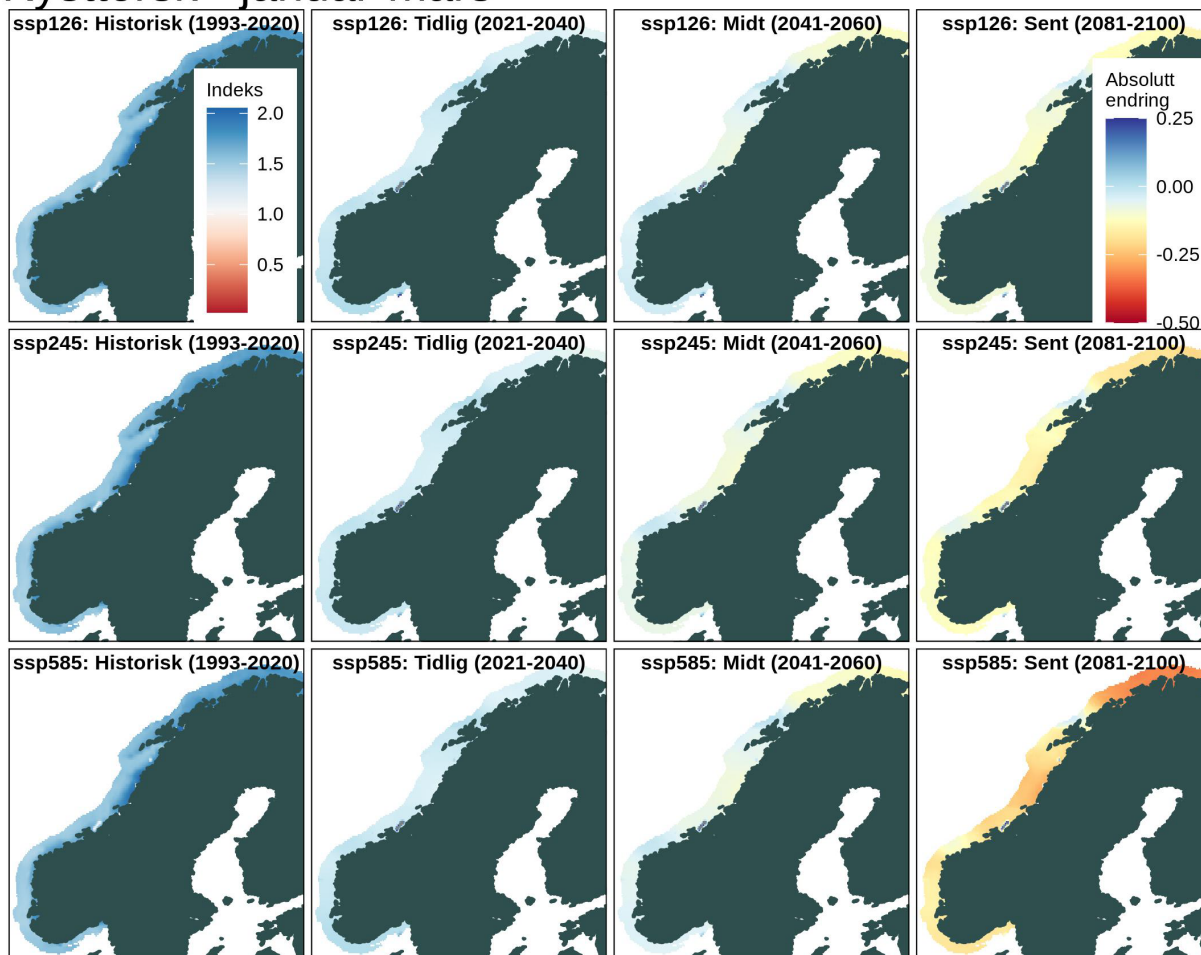 ssp126: Historisk (1993-2020)
ssp126: Tidlig (2021-2040)
ssp126: Midt (2041-2060)
ssp126: Sent (2081-2100)
Indeks
2.0
1.5
1.0
0.5
Absolutt
endring
0.25
0.00
-0.25
-0.50
ssp245: Historisk (1993-2020)
ssp245: Tidlig (2021-2040)
ssp245: Midt (2041-2060)
ssp245: Sent (2081-2100)
ssp585: Historisk (1993-2020)
ssp585: Tidlig (2021-2040)
ssp585: Midt (2041-2060)
ssp585: Sent (2081-2100)